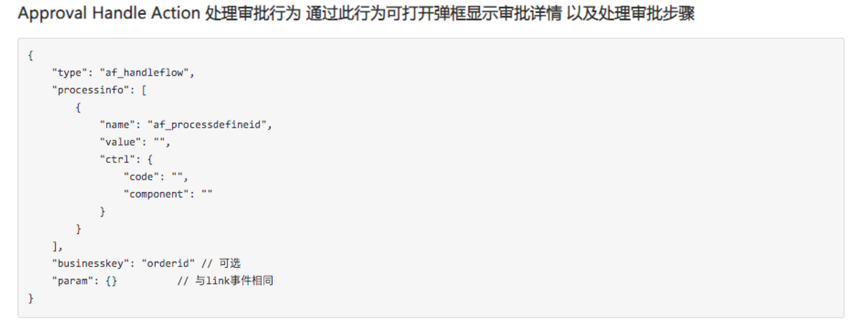 Approval Handle Action 处理审批行为 通过此行为可打开弹框显示审批详情 以及处理审批步骤
{
    "type": "af_handleflow",
    "processinfo": [
        {
            "name": "af_processdefineid",
            "value": "",
            "ctrl": {
                "code": "",
                "component": ""
            }
        }
    ],
    "businesskey": "orderid" // 可选
    "param": {}          // 与link事件相同
}